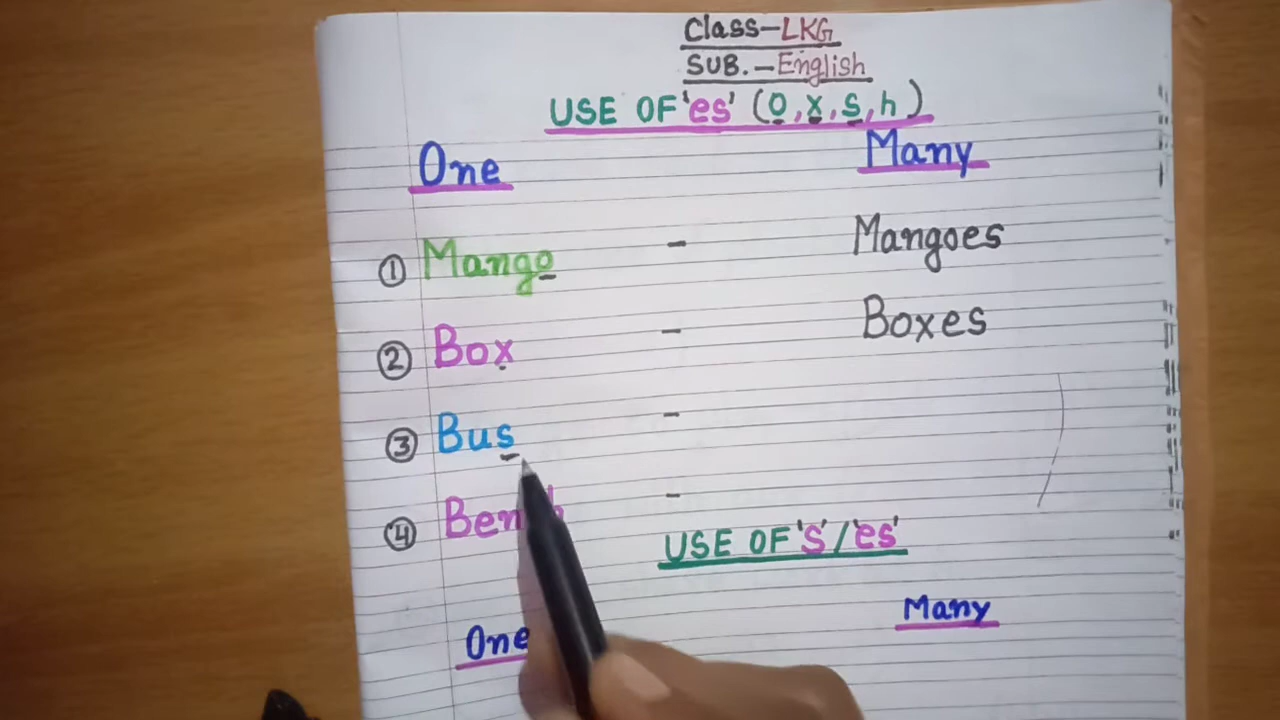 Class-LKG
SUB.-English
USE OF 'es' (o, x, s, h)
One Many
① Mango - Mangoes
② Box - Boxes
③ Bus -
④ -
USE OF 's'/'es'
One Many